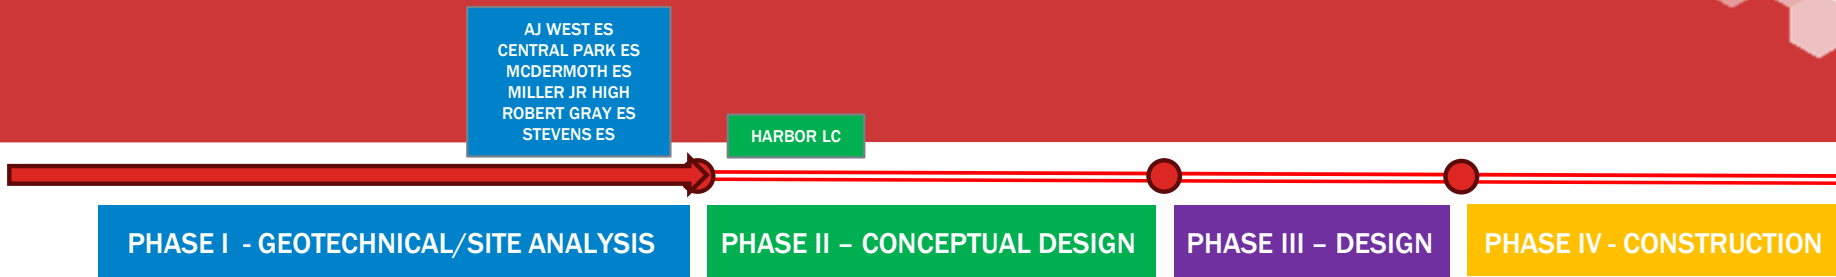 AJ WEST ES
CENTRAL PARK ES
MCDERMOTH ES
MILLER JR HIGH
ROBERT GRAY ES
STEVENS ES
HARBOR LC
PHASE I - GEOTECHNICAL/SITE ANALYSIS
PHASE II – CONCEPTUAL DESIGN
PHASE III – DESIGN
PHASE IV - CONSTRUCTION